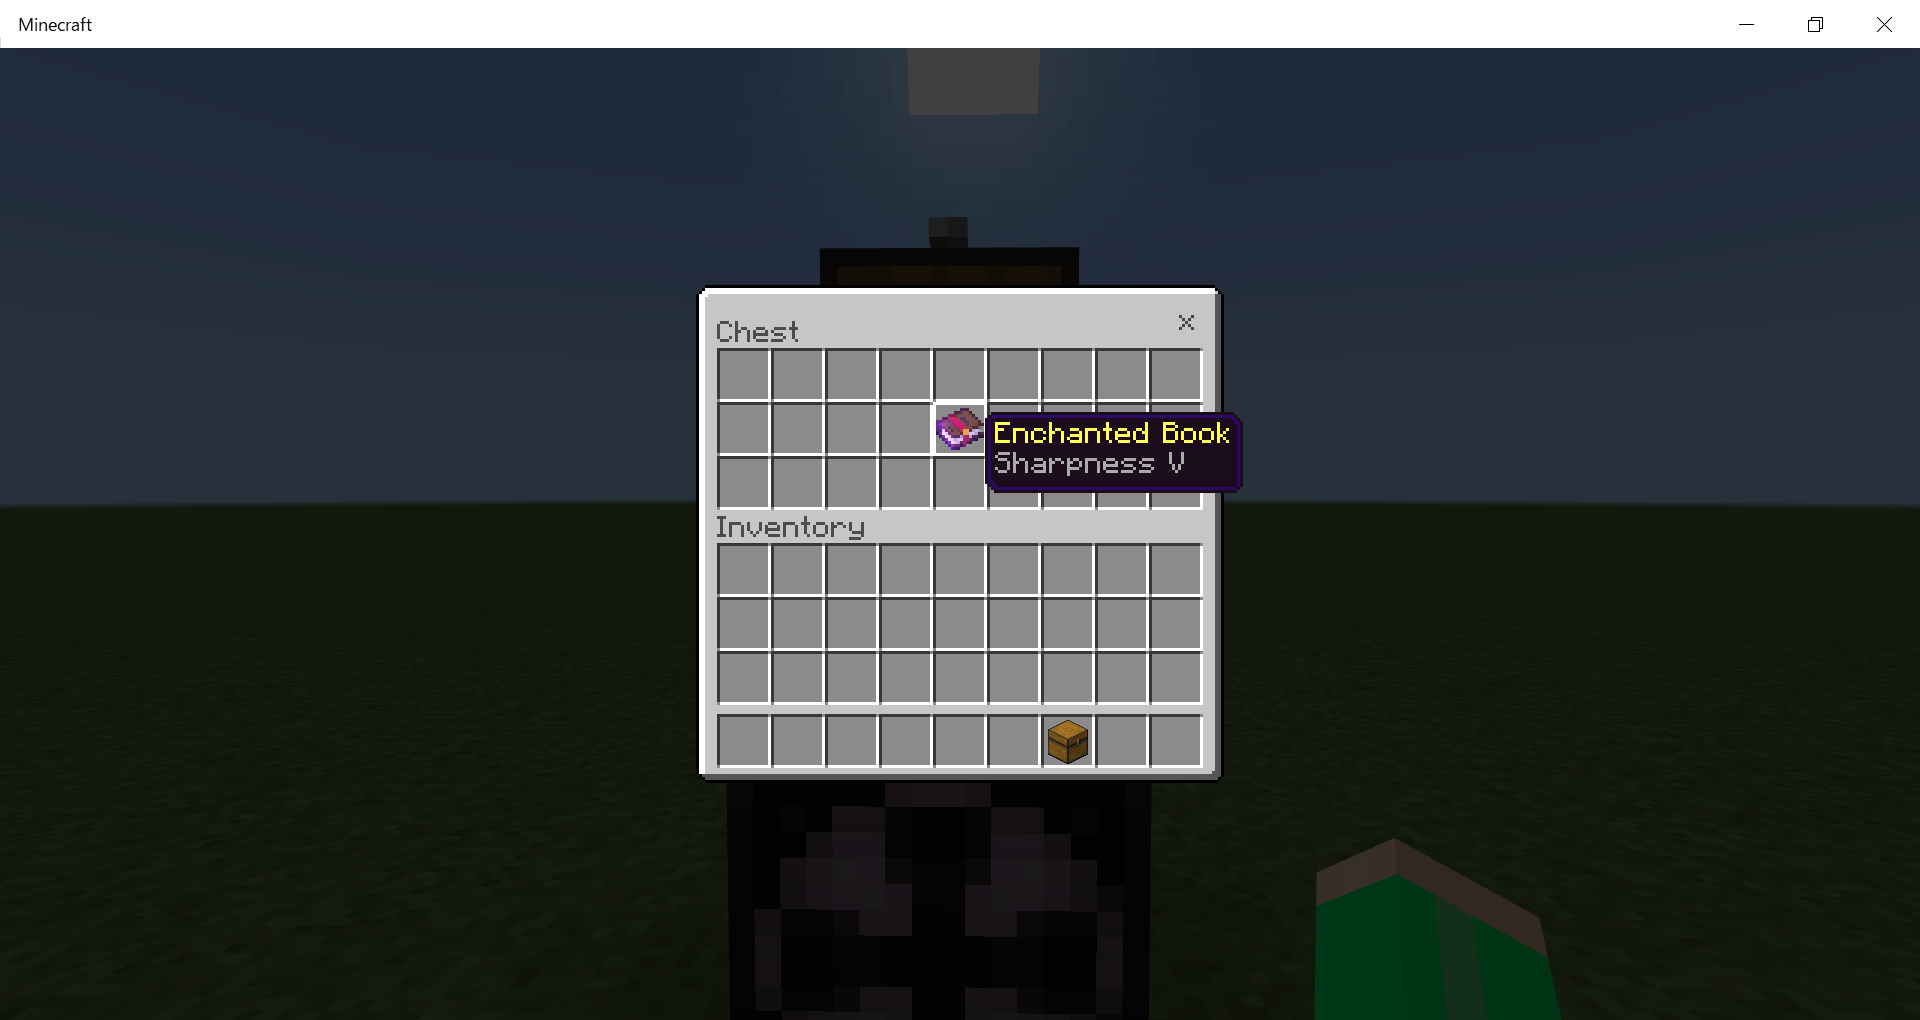 Minecraft
Chest
Enchanted Book
Sharpness V
Inventory